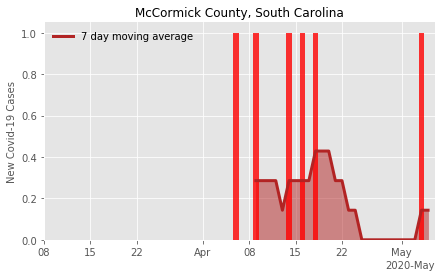 McCormick County, South Carolina
7 day moving average
New Covid-19 Cases
1.0
0.8
0.6
0.4
0.2
0.0
08 15 22 Apr 08 15 22 May
2020-May